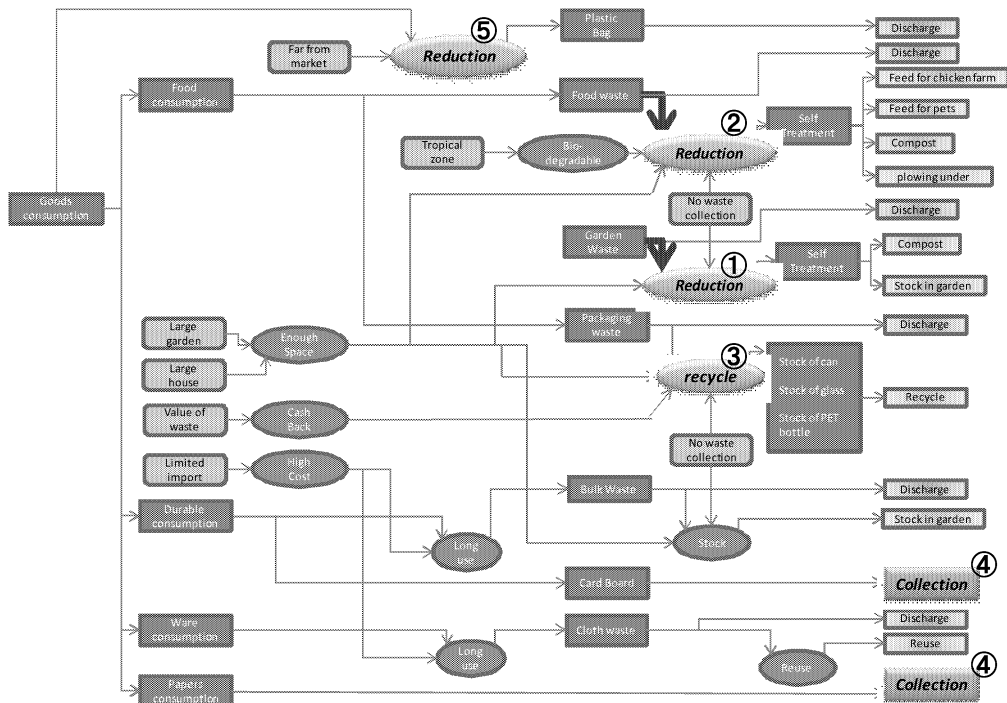 ⑤
Plastic
Bag
Discharge
Far from
market
Reduction
Discharge
Food
consumption
Food waste
Feed for chicken farm
②
Self
Treatment
Feed for pets
Tropical
zone
Bio-
degradable
Reduction
Compost
plowing under
Goods
consumption
No waste
collection
Discharge
Garden
Waste
①
Self
Treatment
Compost
Reduction
Stock in garden
Large
garden
Enough
Space
Packaging
waste
Discharge
Large
house
③
recycle
Stock of can
Stock of glass
Stock of PET
bottle
Recycle
Value of
waste
Cash
Back
No waste
collection
Limited
import
High
Cost
Bulk Waste
Discharge
Durable
consumption
Stock in garden
Long
use
Stock
④
Card Board
Collection
Ware
consumption
Cloth waste
Discharge
Reuse
Long
use
Reuse
④
Papers
consumption
Collection